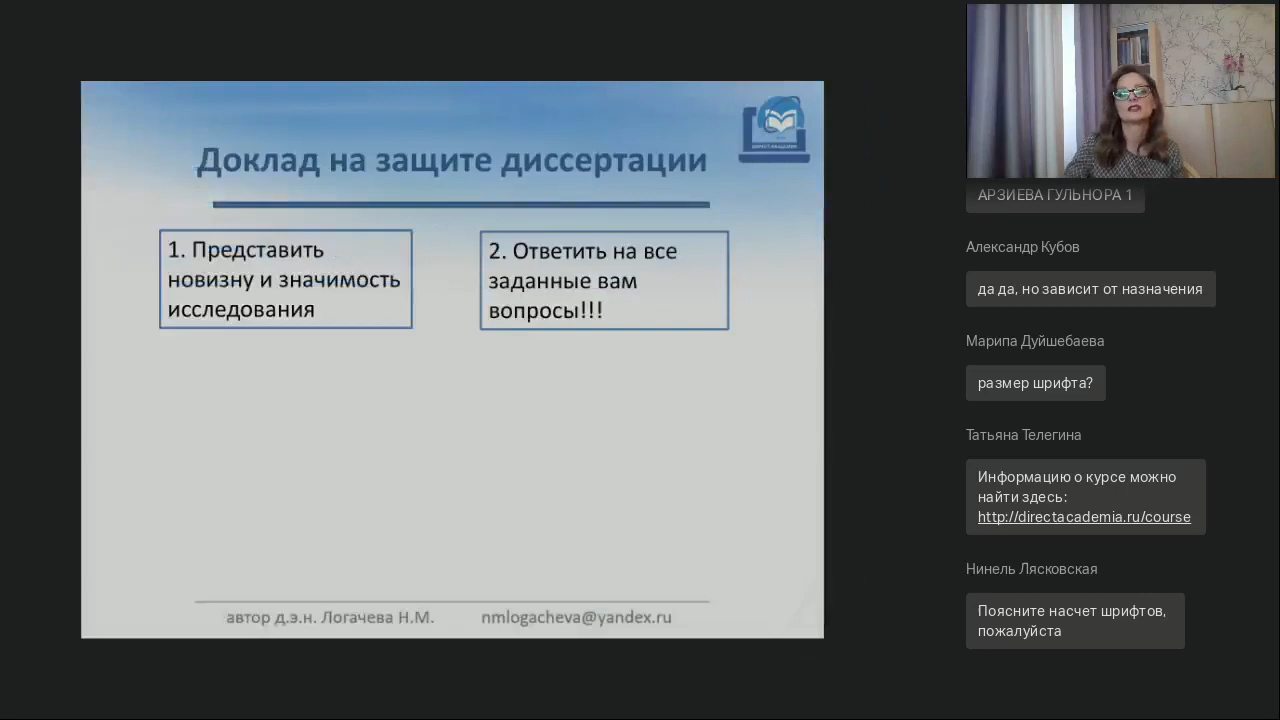 Доклад на защите диссертации
1. Представить
новизну и значимость
исследования
2. Ответить на все
заданные вам
вопросы!!!
автор д.э.н. Логачева Н.М. nmlogacheva@yandex.ru
АРЗИЕВА ГУЛЬНОРА 1
Александр Кубов
да да, но зависит от назначения
Марипа Дуйшебаева
размер шрифта?
Татьяна Телегина
Информацию о курсе можно
найти здесь:
http://directacademia.ru/course
Нинель Лясковская
Поясните насчет шрифтов,
пожалуйста